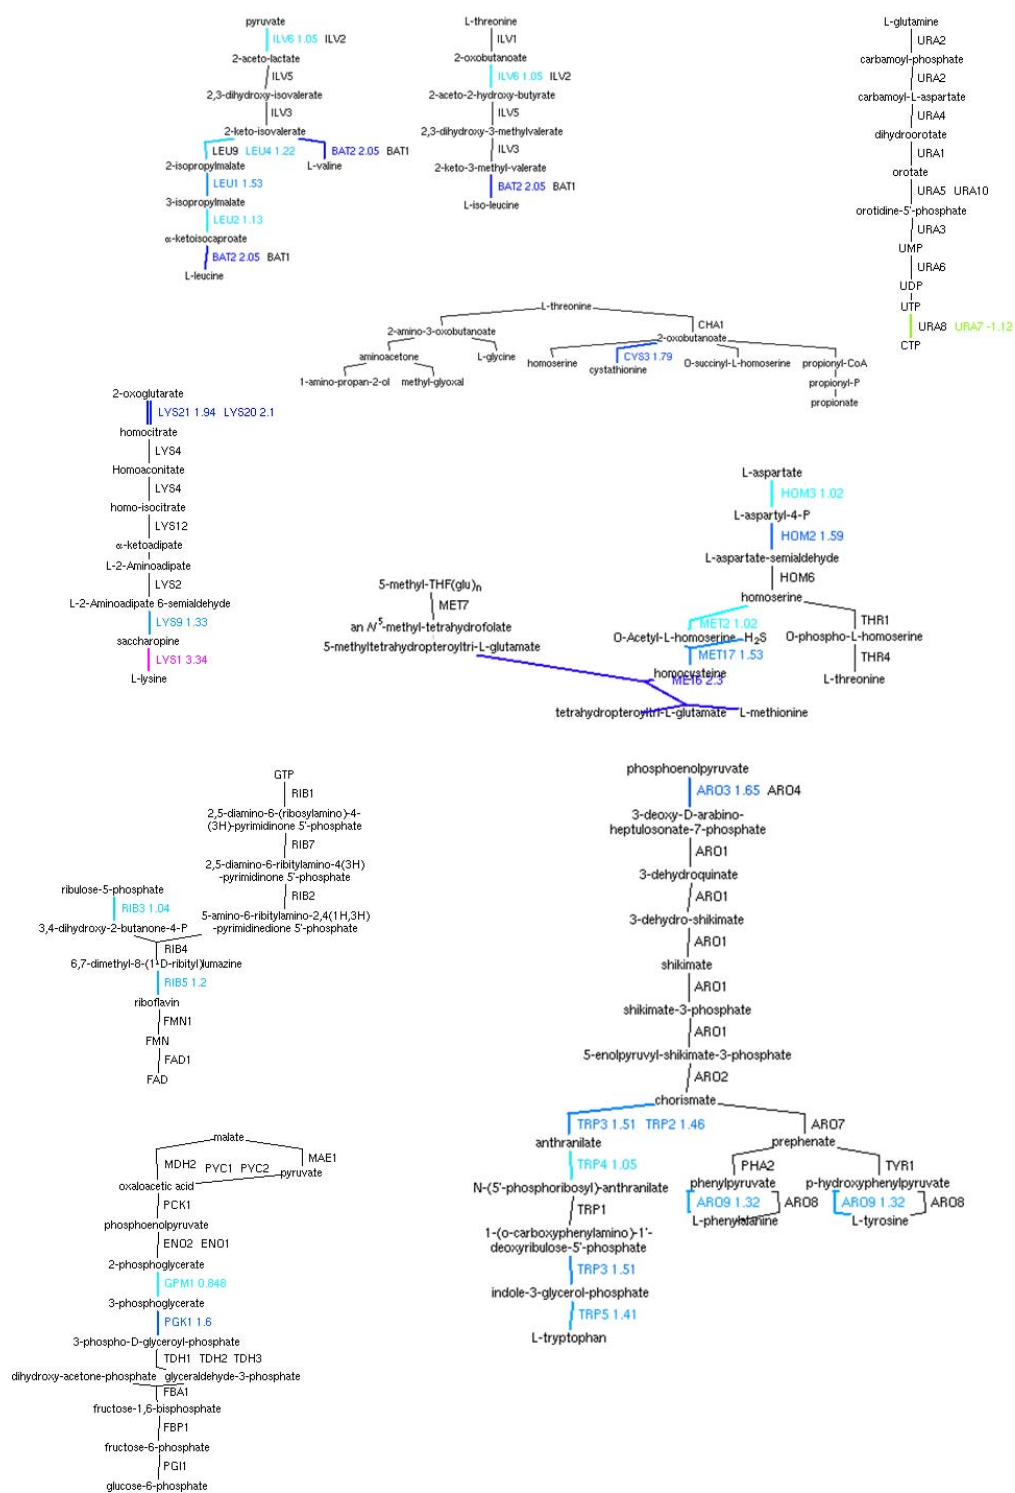 pyruvate
ILV6 1.05 ILV2
2-aceto-lactate
ILV5
2,3-dihydroxy-isovalerate
ILV3
2-keto-isovalerate
LEU9 LEU4 1.22
BAT2 2.05 BAT1
2-isopropylmalate
L-valine
LEU1 1.53
3-isopropylmalate
LEU2 1.13
α-ketoisocaproate
BAT2 2.05 BAT1
L-leucine
L-threonine
ILV1
2-oxobutanoate
ILV6 1.05 ILV2
2-aceto-2-hydroxy-butyrate
ILV5
2,3-dihydroxy-3-methylvalerate
ILV3
2-keto-3-methyl-valerate
BAT2 2.05 BAT1
L-iso-leucine
L-glutamine
URA2
carbamoyl-phosphate
URA2
carbamoyl-L-aspartate
URA4
dihydroorotate
URA1
orotate
URA5 URA10
orotidine-5'-phosphate
URA3
UMP
URA6
UDP
UTP
URA8 URA7 -1.12
CTP
L-threonine
2-amino-3-oxobutanoate
CHA1
2-oxobutanoate
aminoacetone
L-glycine
homoserine
CYS3 1.79
cystathionine
O-succinyl-L-homoserine
propionyl-CoA
1-amino-propan-2-ol
methyl-glyoxal
propionyl-P
propionate
2-oxoglutarate
LYS21 1.94 LYS20 2.1
homocitrate
LYS4
Homoaconitate
LYS4
homo-isocitrate
LYS12
α-ketoadipate
L-2-Aminoadipate
LYS2
L-2-Aminoadipate 6-semialdehyde
LYS9 1.33
saccharopine
LYS1 3.34
L-lysine
L-aspartate
HOM3 1.02
L-aspartyl-4-P
HOM2 1.59
L-aspartate-semialdehyde
HOM6
homoserine
MET2 1.02
THR1
O-Acetyl-L-homoserine H2S
O-phospho-L-homoserine
MET17 1.53
THR4
homocysteine
L-threonine
5-methyl-THF(glu)n
MET7
an N5-methyl-tetrahydrofolate
5-methyltetrahydropteroyltri-L-glutamate
2.3
tetrahydropteroyltri-L-glutamate L-methionine
GTP
RIB1
2,5-diamino-6-(ribosylamino)-4-
(3H)-pyrimidinone 5'-phosphate
RIB7
2,5-diamino-6-ribitylamino-4(3H)
-pyrimidinone 5'-phosphate
RIB2
5-amino-6-ribitylamino-2,4(1H,3H)
-pyrimidinedione 5'-phosphate
ribulose-5-phosphate
RIB3 1.04
3,4-dihydroxy-2-butanone-4-P
RIB4
6,7-dimethyl-8-(1-D-ribityl)lumazine
RIB5 1.2
riboflavin
FMN1
FMN
FAD1
FAD
phosphoenolpyruvate
ARO3 1.65 ARO4
3-deoxy-D-arabino-
heptulosonate-7-phosphate
ARO1
3-dehydroquinate
ARO1
3-dehydro-shikimate
ARO1
shikimate
ARO1
shikimate-3-phosphate
ARO1
5-enolpyruvyl-shikimate-3-phosphate
ARO2
chorismate
TRP3 1.51 TRP2 1.46
ARO7
anthranilate
prephenate
TRP4 1.05
PHA2
TYR1
N-(5'-phosphoribosyl)-anthranilate
phenylpyruvate
p-hydroxyphenylpyruvate
TRP1
ARO9 1.32 ARO8
ARO9 1.32 ARO8
L-phenylalanine
L-tyrosine
1-(o-carboxyphenylamino)-1'-
deoxyribulose-5'-phosphate
TRP3 1.51
indole-3-glycerol-phosphate
TRP5 1.41
L-tryptophan
malate
MDH2 PYC1 PYC2
MAE1
pyruvate
oxaloacetic acid
PCK1
phosphoenolpyruvate
ENO2 ENO1
2-phosphoglycerate
GPM1 0.848
3-phosphoglycerate
PGK1 1.6
3-phospho-D-glyceroyl-phosphate
TDH1 TDH2 TDH3
dihydroxy-acetone-phosphate glyceraldehyde-3-phosphate
FBA1
fructose-1,6-bisphosphate
FBP1
fructose-6-phosphate
PGI1
glucose-6-phosphate